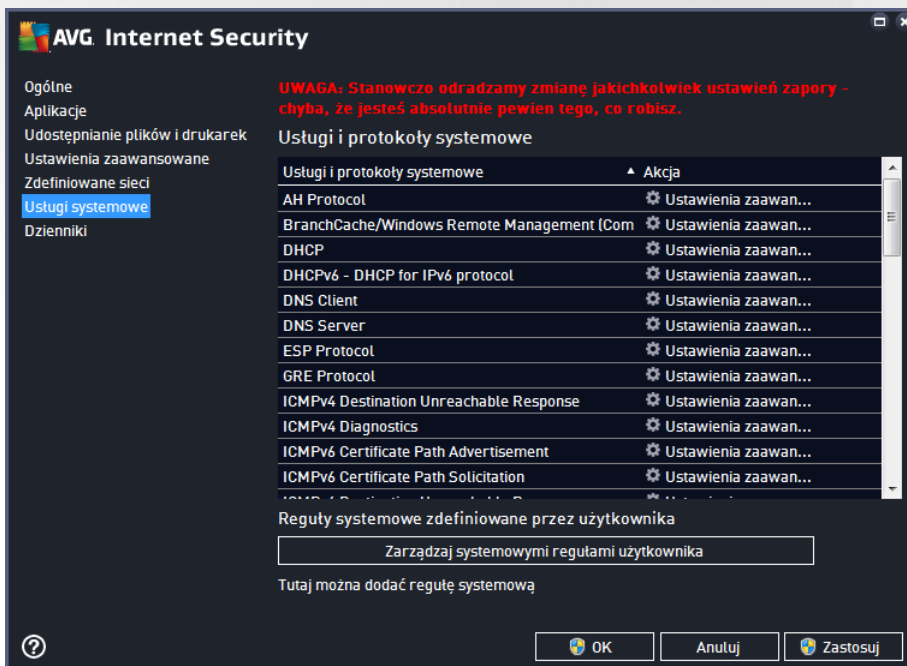 AVG Internet Security
Ogólne
Aplikacje
Udostępnianie plików i drukarek
Ustawienia zaawansowane
Zdefiniowane sieci
Usługi systemowe
Dzienniki
UWAGA: Stanowczo odradzamy zmianę jakichkolwiek ustawień zapory -
chyba, że jesteś absolutnie pewien tego, co robisz.
Usługi i protokoły systemowe
Usługi i protokoły systemowe Akcja
AH Protocol Ustawienia zaawan...
BranchCache/Windows Remote Management (Com Ustawienia zaawan...
DHCP Ustawienia zaawan...
DHCPv6 - DHCP for IPv6 protocol Ustawienia zaawan...
DNS Client Ustawienia zaawan...
DNS Server Ustawienia zaawan...
ESP Protocol Ustawienia zaawan...
GRE Protocol Ustawienia zaawan...
ICMPv4 Destination Unreachable Response Ustawienia zaawan...
ICMPv4 Diagnostics Ustawienia zaawan...
ICMPv6 Certificate Path Advertisement Ustawienia zaawan...
ICMPv6 Certificate Path Solicitation Ustawienia zaawan...
Reguły systemowe zdefiniowane przez użytkownika
Zarządzaj systemowymi regułami użytkownika
Tutaj można dodać regułę systemową
OK Anuluj Zastosuj